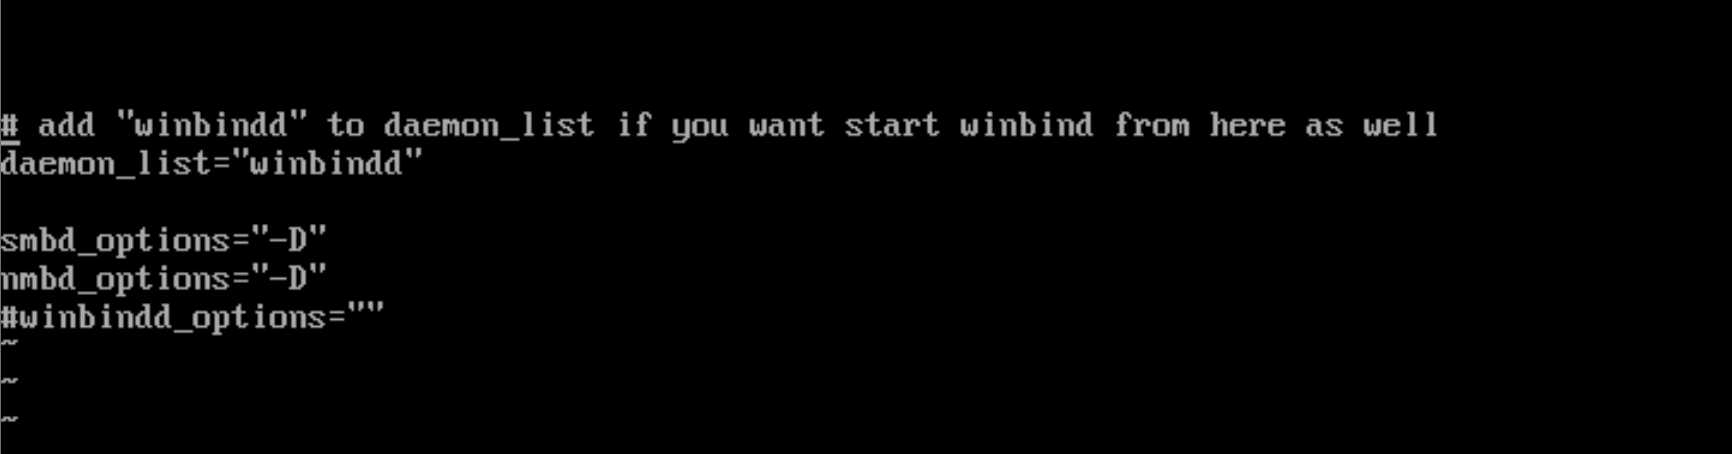 # add "winbindd" to daemon_list if you want start winbind from here as well
daemon_list="winbindd"
smbd_options="-D"
nmbd_options="-D"
#winbindd_options=""
~
~
~